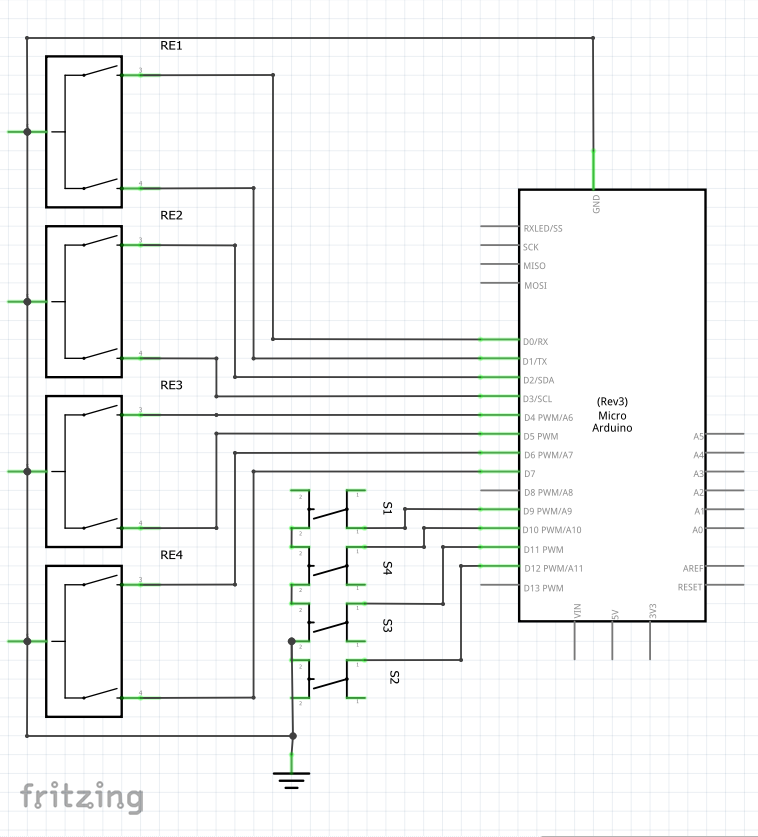 RE1
3
4
RE2
3
4
RE3
3
4
RE4
3
4
GND
RXLED/SS
SCK
MISO
MOSI
D0/RX
D1/TX
D2/SDA
D3/SCL
D4 PWM/A6
D5 PWM
D6 PWM/A7
D7
D8 PWM/A8
D9 PWM/A9
D10 PWM/A10
D11 PWM
D12 PWM/A11
D13 PWM
(Rev3)
Micro
Arduino
A5
A4
A3
A2
A1
A0
AREF
RESET
VIN
5V
3V3
2
1
S1
2
1
2
1
S4
2
1
2
1
S3
2
1
2
1
S2
2
1
fritzing